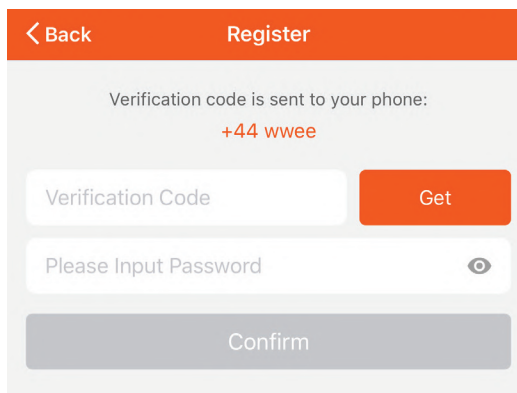 Back Register
Verification code is sent to your phone:
+44 wwee
Verification Code Get
Please Input Password
Confirm